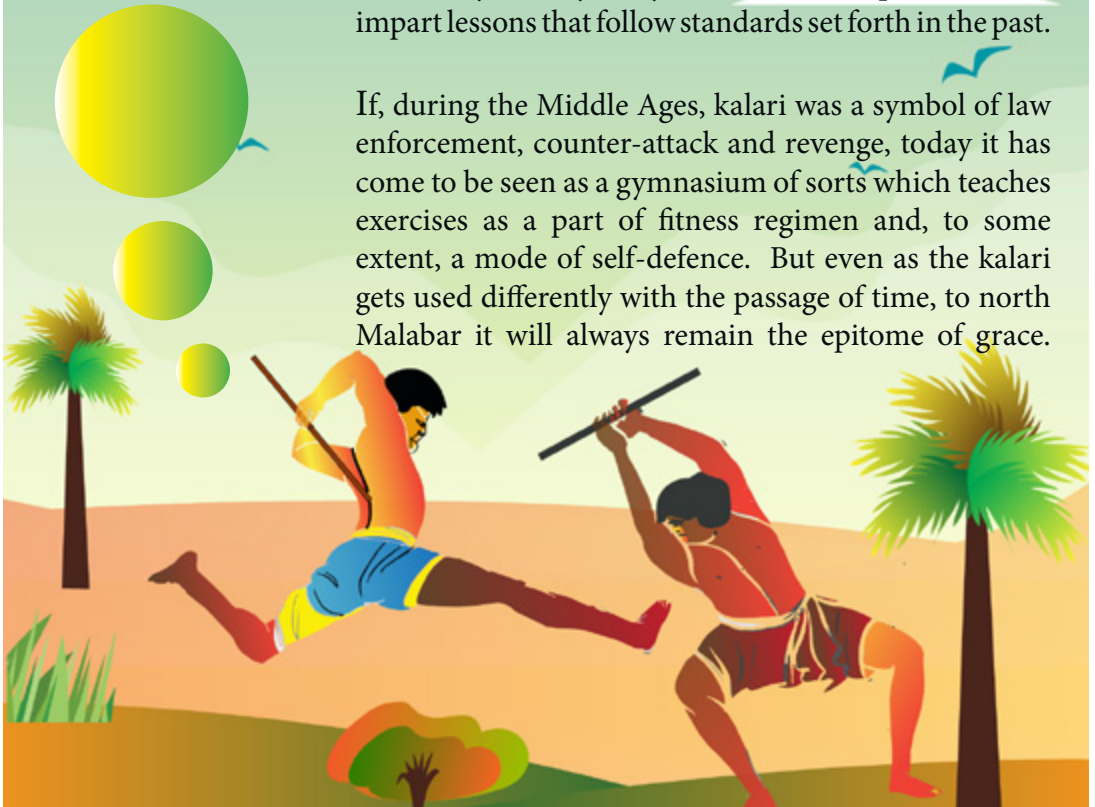 impart lessons that follow standards set forth in the past.
If, during the Middle Ages, kalari was a symbol of law
enforcement, counter-attack and revenge, today it has
come to be seen as a gymnasium of sorts which teaches
exercises as a part of fitness regimen and, to some
extent, a mode of self-defence. But even as the kalari
gets used differently with the passage of time, to north
Malabar it will always remain the epitome of grace.